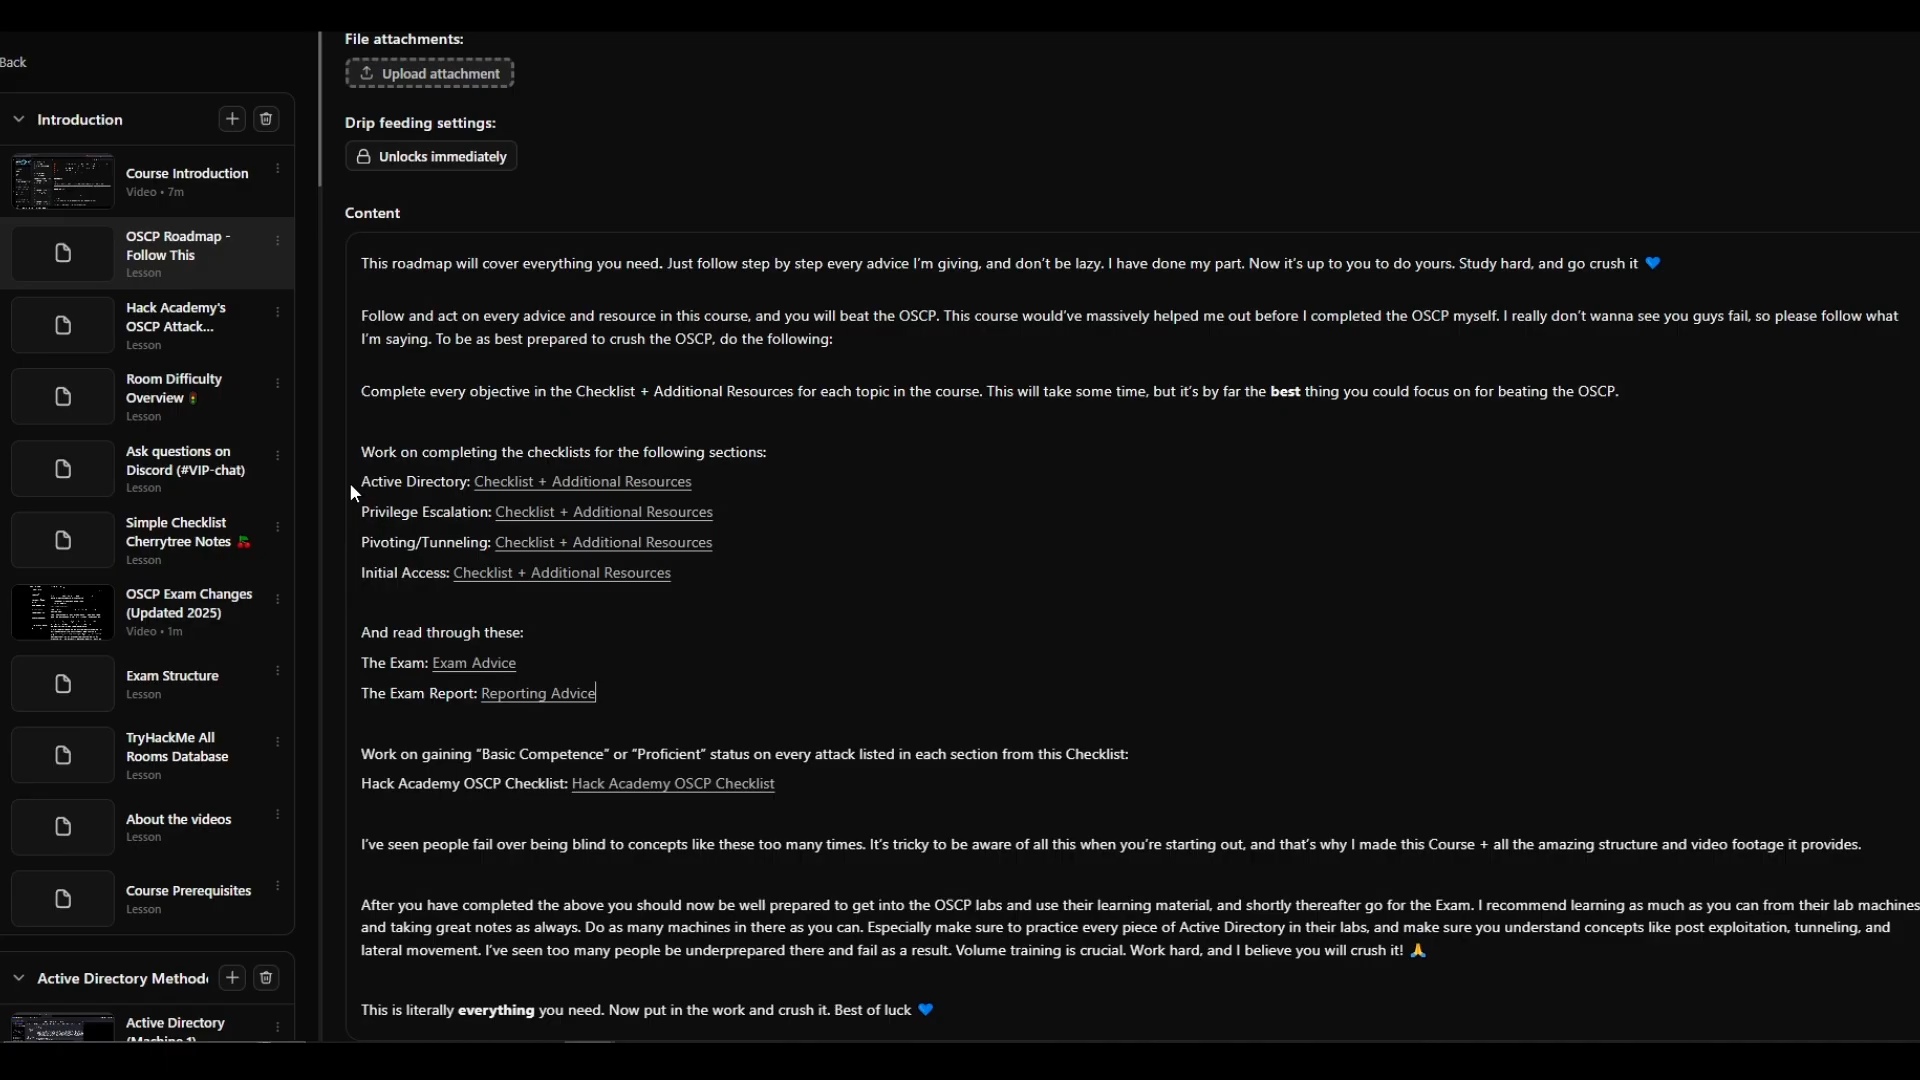 Back
Introduction
Course Introduction
Video • 7m
OSCP Roadmap -
Follow This
Lesson
Hack Academy's
OSCP Attack...
Lesson
Room Difficulty
Overview 🚦
Lesson
Ask questions on
Discord (#VIP-chat)
Lesson
Simple Checklist
Cherrytree Notes 🍒
Lesson
OSCP Exam Changes
(Updated 2025)
Video • 1m
Exam Structure
Lesson
TryHackMe All
Rooms Database
Lesson
About the videos
Lesson
Course Prerequisites
Lesson
Active Directory Method
Active Directory
(Machine 1)
File attachments:
Upload attachment
Drip feeding settings:
Unlocks immediately
Content
This roadmap will cover everything you need. Just follow step by step every advice I'm giving, and don't be lazy. I have done my part. Now it's up to you to do yours. Study hard, and go crush it 💙
Follow and act on every advice and resource in this course, and you will beat the OSCP. This course would've massively helped me out before I completed the OSCP myself. I really don't wanna see you guys fail, so please follow what
I'm saying. To be as best prepared to crush the OSCP, do the following:
Complete every objective in the Checklist + Additional Resources for each topic in the course. This will take some time, but it's by far the best thing you could focus on for beating the OSCP.
Work on completing the checklists for the following sections:
Active Directory: Checklist + Additional Resources
Privilege Escalation: Checklist + Additional Resources
Pivoting/Tunneling: Checklist + Additional Resources
Initial Access: Checklist + Additional Resources
And read through these:
The Exam: Exam Advice
The Exam Report: Reporting Advice
Work on gaining "Basic Competence" or "Proficient" status on every attack listed in each section from this Checklist:
Hack Academy OSCP Checklist: Hack Academy OSCP Checklist
I've seen people fail over being blind to concepts like these too many times. It's tricky to be aware of all this when you're starting out, and that's why I made this Course + all the amazing structure and video footage it provides.
After you have completed the above you should now be well prepared to get into the OSCP labs and use their learning material, and shortly thereafter go for the Exam. I recommend learning as much as you can from their lab machines
and taking great notes as always. Do as many machines in there as you can. Especially make sure to practice every piece of Active Directory in their labs, and make sure you understand concepts like post exploitation, tunneling, and
lateral movement. I've seen too many people be underprepared there and fail as a result. Volume training is crucial. Work hard, and I believe you will crush it! 🙏
This is literally everything you need. Now put in the work and crush it. Best of luck 💙